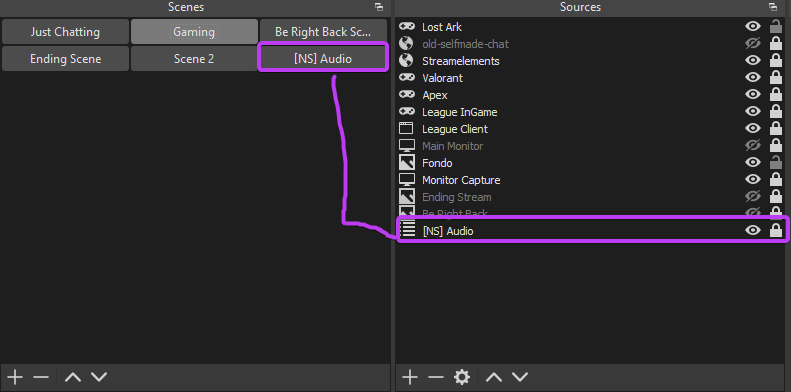 Scenes
Just Chatting
Gaming
Be Right Back Sc...
Ending Scene
Scene 2
[NS] Audio
Sources
Lost Ark
old-selfmade-chat
Streamelements
Valorant
Apex
League InGame
League Client
Main Monitor
Fondo
Monitor Capture
Ending Stream
Be Right Back
[NS] Audio